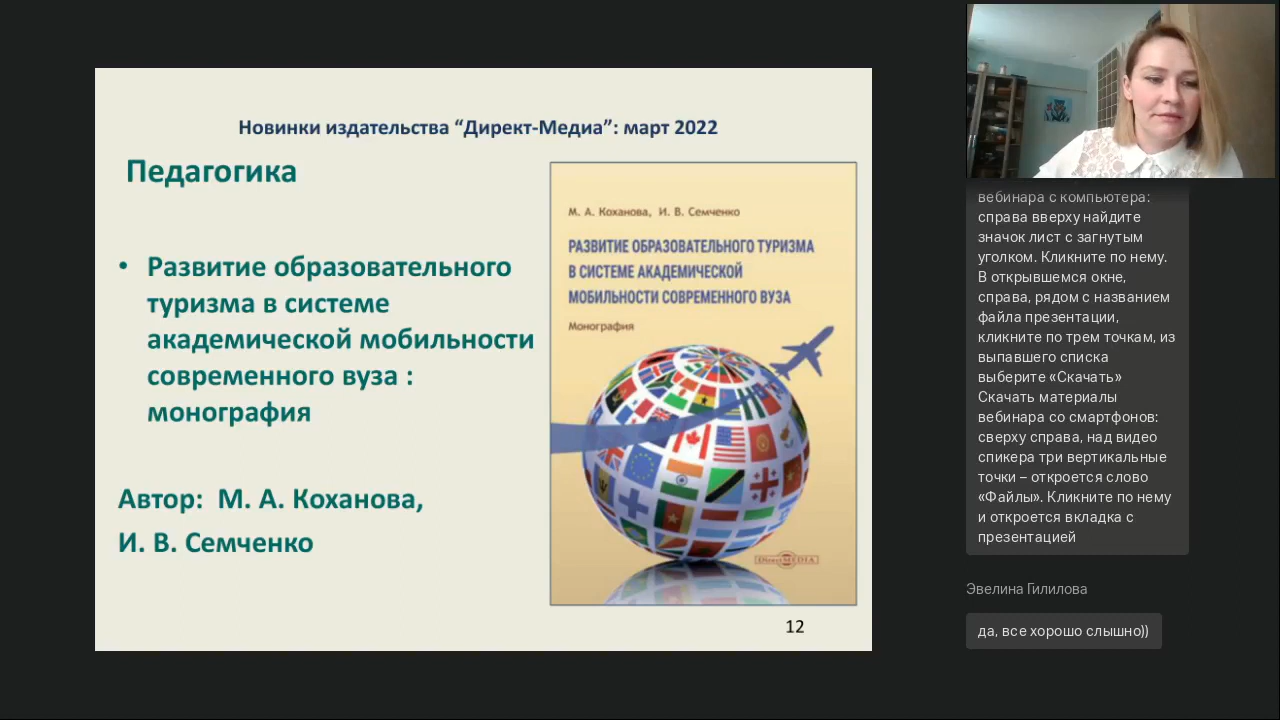 Новинки издательства “Директ-Медиа”: март 2022
Педагогика
• Развитие образовательного
туризма в системе
академической мобильности
современного вуза :
монография
Автор: М. А. Коханова,
И. В. Семченко
М. А. Коханова, И. В. Семченко
РАЗВИТИЕ ОБРАЗОВАТЕЛЬНОГО ТУРИЗМА
В СИСТЕМЕ АКАДЕМИЧЕСКОЙ
МОБИЛЬНОСТИ СОВРЕМЕННОГО ВУЗА
Монография
DirectMEDIA
12
вебинара с компьютера:
справа вверху найдите
значок лист с загнутым
уголком. Кликните по нему.
В открывшемся окне,
справа, рядом с названием
файла презентации,
кликните по трем точкам, из
выпавшего списка
выберите «Скачать»
Скачать материалы
вебинара со смартфонов:
сверху справа, над видео
спикера три вертикальные
точки – откроется слово
«Файлы». Кликните по нему
и откроется вкладка с
презентацией
Эвелина Гилилова
да, все хорошо слышно))